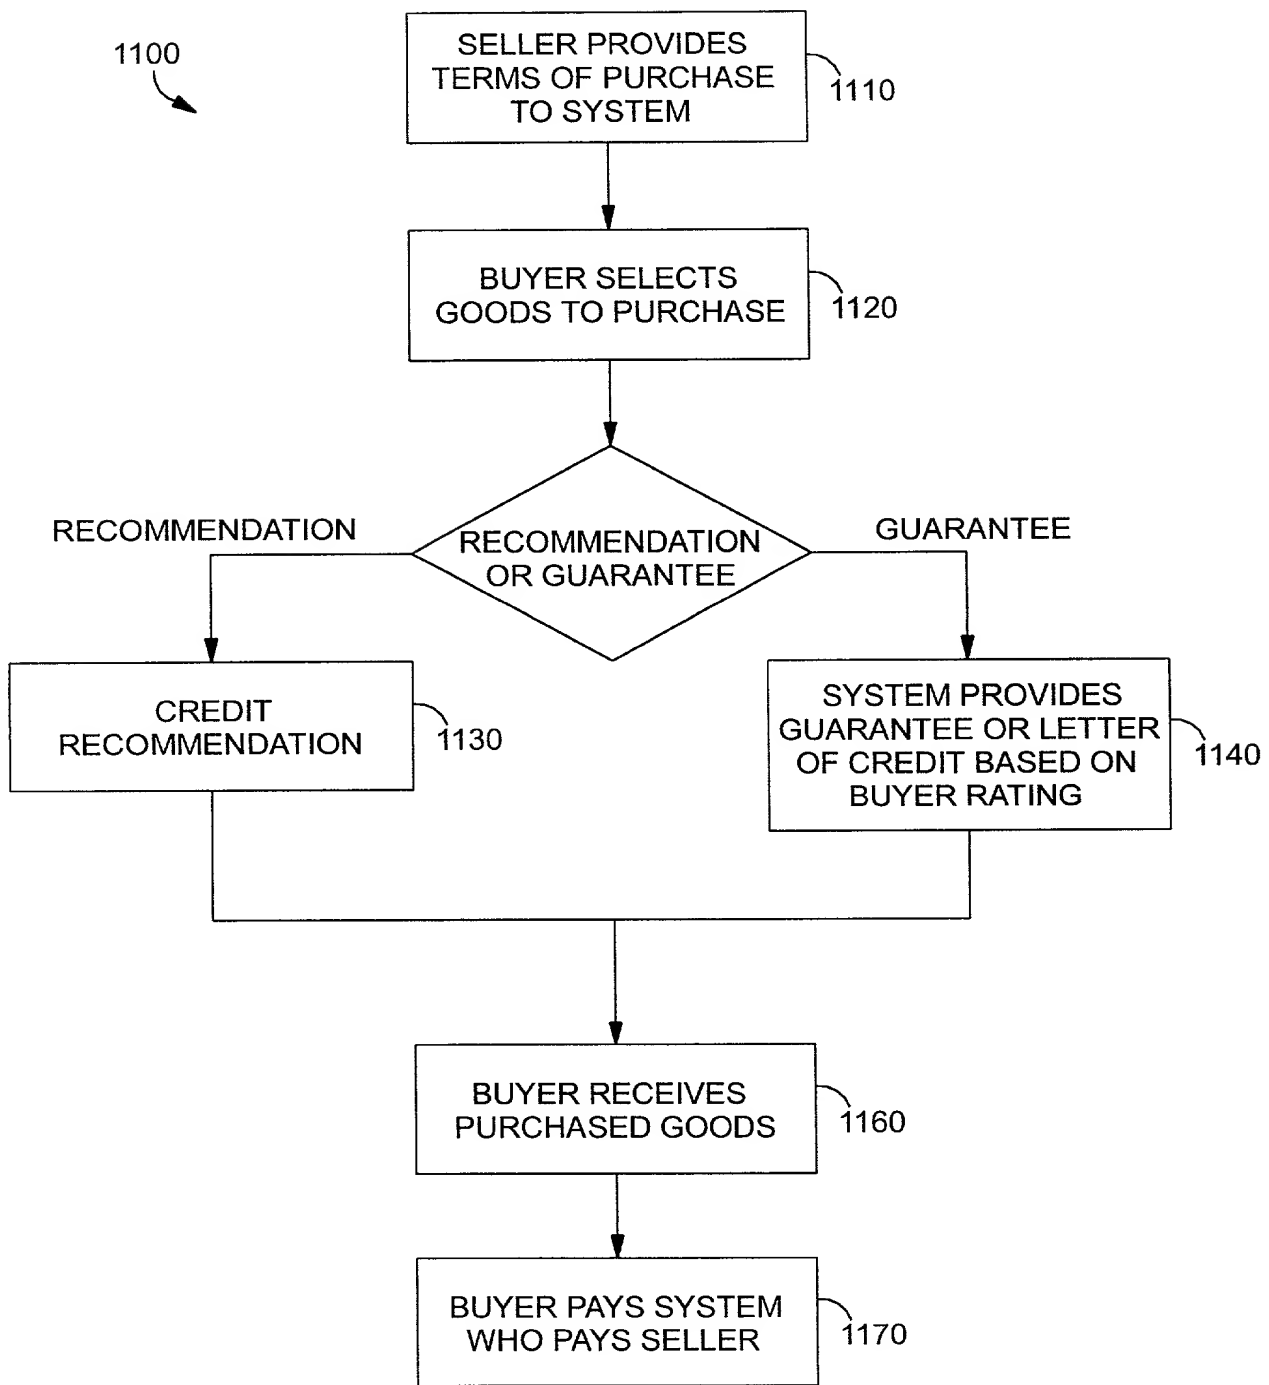 1100
SELLER PROVIDES
TERMS OF PURCHASE
TO SYSTEM
1110
BUYER SELECTS
GOODS TO PURCHASE
1120
RECOMMENDATION
RECOMMENDATION
OR GUARANTEE
GUARANTEE
CREDIT
RECOMMENDATION
1130
SYSTEM PROVIDES
GUARANTEE OR LETTER
OF CREDIT BASED ON
BUYER RATING
1140
BUYER RECEIVES
PURCHASED GOODS
1160
BUYER PAYS SYSTEM
WHO PAYS SELLER
1170